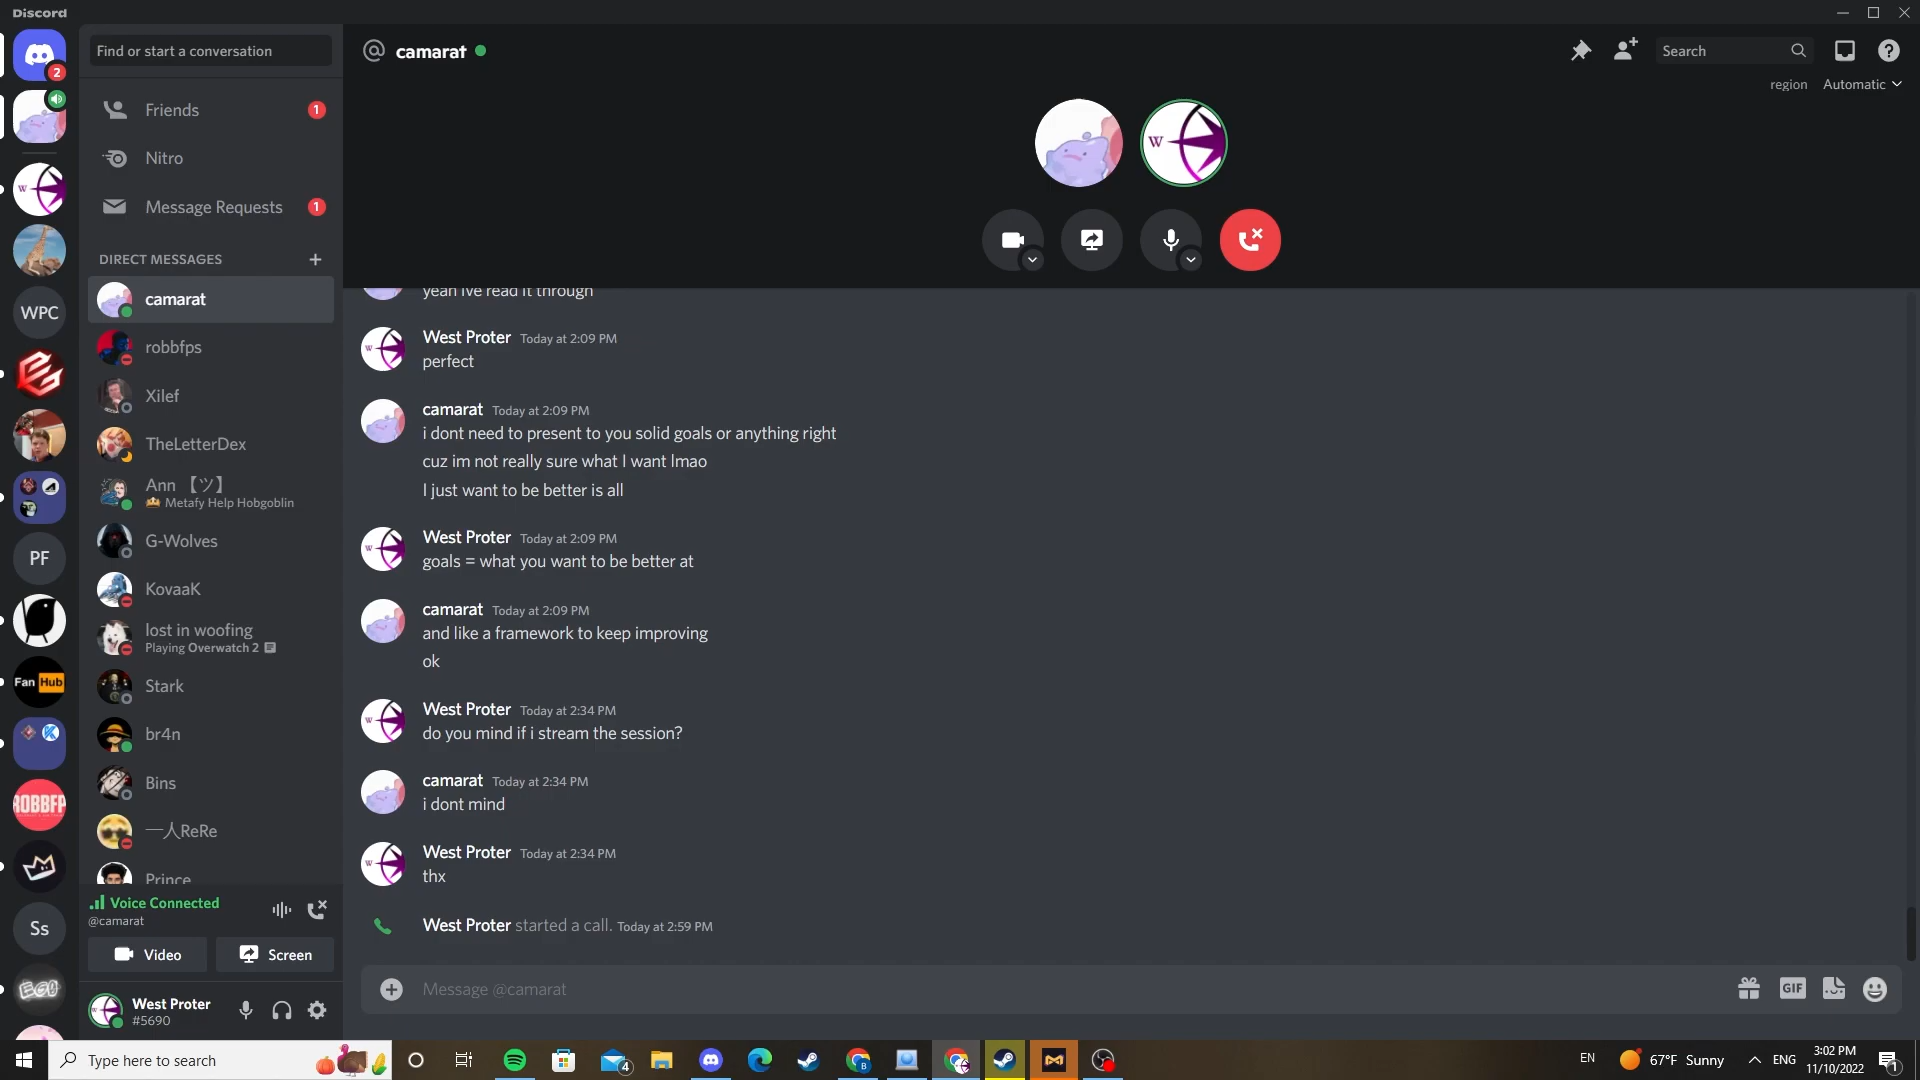 Discord
Find or start a conversation
Friends
1
Nitro
Message Requests
1
DIRECT MESSAGES
camarat
robbfps
Xilef
TheLetterDex
Ann 【ツ】
Metafy Help Hobgoblin
G-Wolves
KovaaK
lost in woofing
Playing Overwatch 2
Stark
br4n
Bins
一人ReRe
Prince
Voice Connected
@camarat
Video
Screen
West Proter
#5690
2
W
WPC
PF
Fan Hub
ROBBFP
Ss
EGO
camarat
Search
region Automatic
W
yeah ive read it through
West Proter Today at 2:09 PM
perfect
camarat Today at 2:09 PM
i dont need to present to you solid goals or anything right
cuz im not really sure what I want lmao
I just want to be better is all
West Proter Today at 2:09 PM
goals = what you want to be better at
camarat Today at 2:09 PM
and like a framework to keep improving
ok
West Proter Today at 2:34 PM
do you mind if i stream the session?
camarat Today at 2:34 PM
i dont mind
West Proter Today at 2:34 PM
thx
West Proter started a call. Today at 2:59 PM
Message @camarat
GIF
Type here to search
4
B
EN
67°F Sunny
ENG
3:02 PM
11/10/2022
1